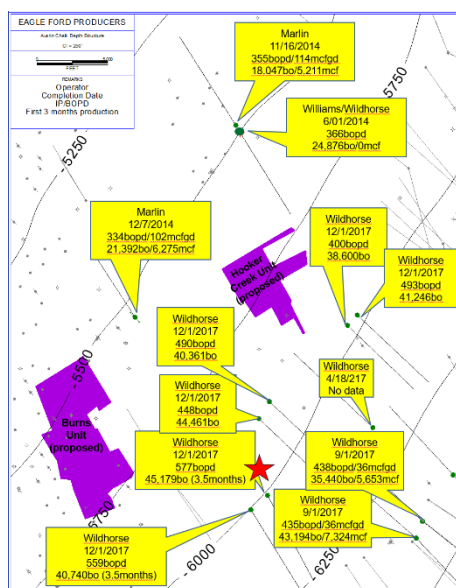 EAGLE FORD PRODUCERS
Austin Chalk Depth Structure
CI = 250'
0
FEET
REMARKS
Operator
Completion Date
IP/BOPD
First 3 months production
Marlin
11/16/2014
355bopd/114mcfgd
18,047bo/5,211mcf
Williams/Wildhorse
6/01/2014
366bopd
24,876bo/0mcf
-5250
5750
Marlin
12/7/2014
334bopd/102mcfgd
21,392bo/6,275mcf
Hooker
Creek Unit
(proposed)
Wildhorse
12/1/2017
400bopd
38,600bo
Wildhorse
12/1/2017
493bopd
41,246bo
Wildhorse
12/1/2017
490bopd
40,361bo
-5500
Wildhorse
12/1/2017
448bopd
44,461bo
Wildhorse
4/18/217
No data
Burns
Unit
(proposed)
Wildhorse
12/1/2017
577bopd
45,179bo (3.5months)
Wildhorse
9/1/2017
438bopd/36mcfgd
35,440bo/5,653mcf
Wildhorse
9/1/2017
435bopd/36mcfgd
43,194bo/7,324mcf
5750
Wildhorse
12/1/2017
559bopd
40,740bo (3.5months)
-6000
-6250